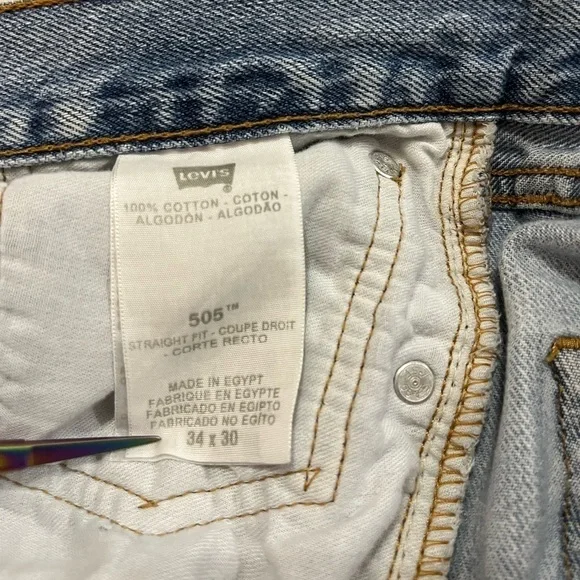 Levi's
®
100% COTTON - COTON -
ALGODÓN - ALGODÃO
505™
STRAIGHT FIT - COUPE DROIT
- CORTE RECTO
MADE IN EGYPT
FABRIQUE EN EGYPTE
FABRICADO EN EGIPTO
FABRICADO NO EGITO
34 x 30